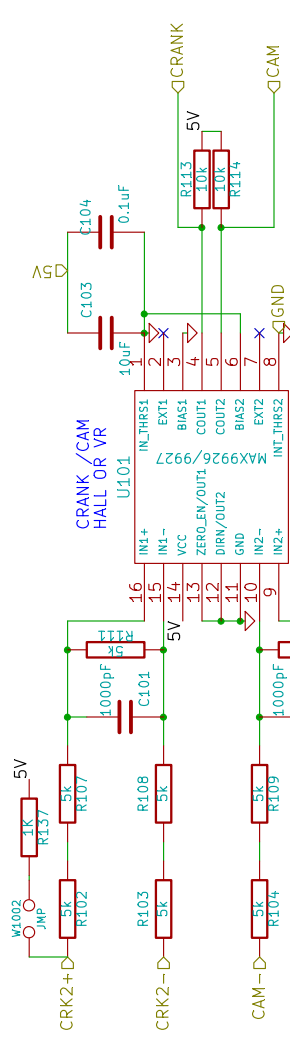 CRANK
CAM
5V
R113
10k
10k
R114
C104
0.1uF
5V
C103
10uF
GND
1
2
3
4
5
6
7
8
IN_THRS1
EXT1
BIAS1
COUT1
COUT2
BIAS2
EXT2
INT_THRS2
CRANK /CAM
HALL OR VR
U101
MAX9926/9927
IN1+
IN1-
VCC
ZERO_EN/OUT1
DIRN/OUT2
GND
IN2-
IN2+
16
15
14
13
12
11
10
9
R111
5k
5V
1000pF
C101
1000pF
5V
1K
R137
5k
R107
R108
5k
5k
R109
W1002
JMP
5k
R102
R103
5k
5k
R104
CRK2+
CRK2-
CAM-